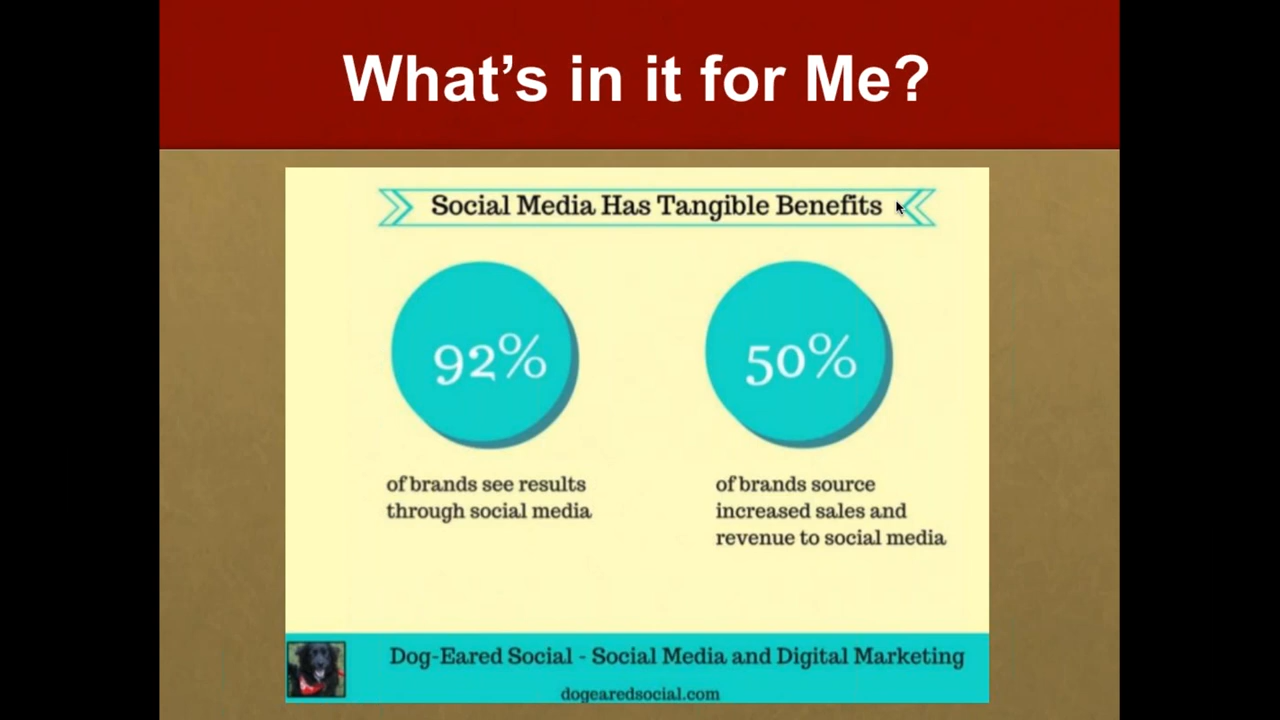 What’s in it for Me?
Social Media Has Tangible Benefits
92%
of brands see results
through social media
50%
of brands source
increased sales and
revenue to social media
Dog-Eared Social - Social Media and Digital Marketing
dogearedsocial.com